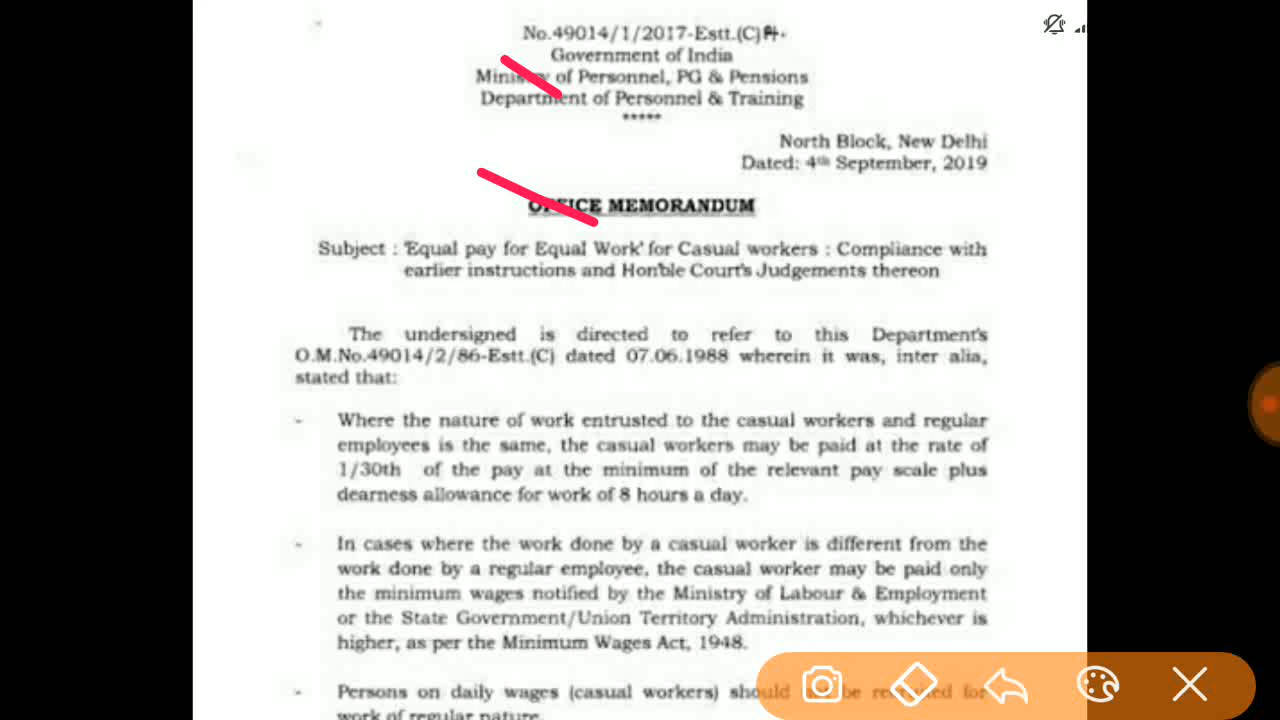 No.49014/1/2017-Estt.(C)
Government of India
Ministry of Personnel, PG & Pensions
Department of Personnel & Training
*****
North Block, New Delhi
Dated: 4th September, 2019
OFFICE MEMORANDUM
Subject : 'Equal pay for Equal Work' for Casual workers : Compliance with
earlier instructions and Hon'ble Court's Judgements thereon
The undersigned is directed to refer to this Department's
O.M.No.49014/2/86-Estt.(C) dated 07.06.1988 wherein it was, inter alia,
stated that:
- Where the nature of work entrusted to the casual workers and regular
employees is the same, the casual workers may be paid at the rate of
1/30th of the pay at the minimum of the relevant pay scale plus
dearness allowance for work of 8 hours a day.
- In cases where the work done by a casual worker is different from the
work done by a regular employee, the casual worker may be paid only
the minimum wages notified by the Ministry of Labour & Employment
or the State Government/Union Territory Administration, whichever is
higher, as per the Minimum Wages Act, 1948.
- Persons on daily wages (casual workers) should not be recruited for
work of regular nature.